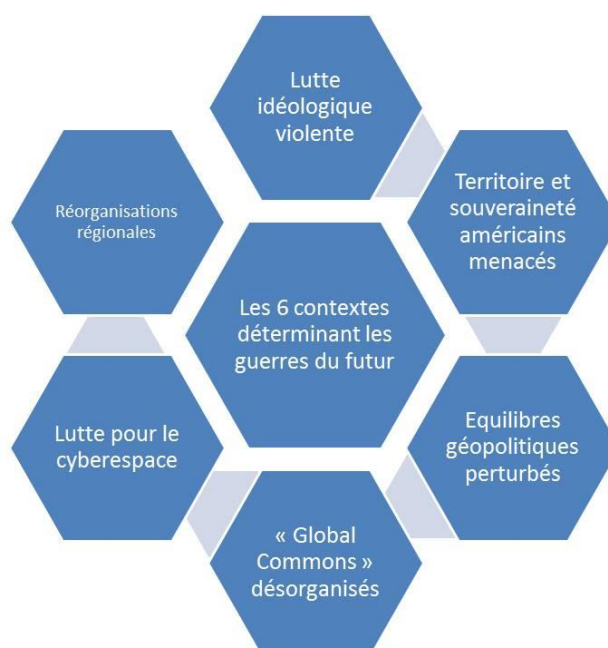 Lutte
idéologique
violente
Territoire et
souveraineté
américains
menacés
Equilibres
géopolitiques
perturbés
« Global
Commons »
désorganisés
Lutte pour le
cyberespace
Réorganisations
régionales
Les 6 contextes
déterminant les
guerres du futur